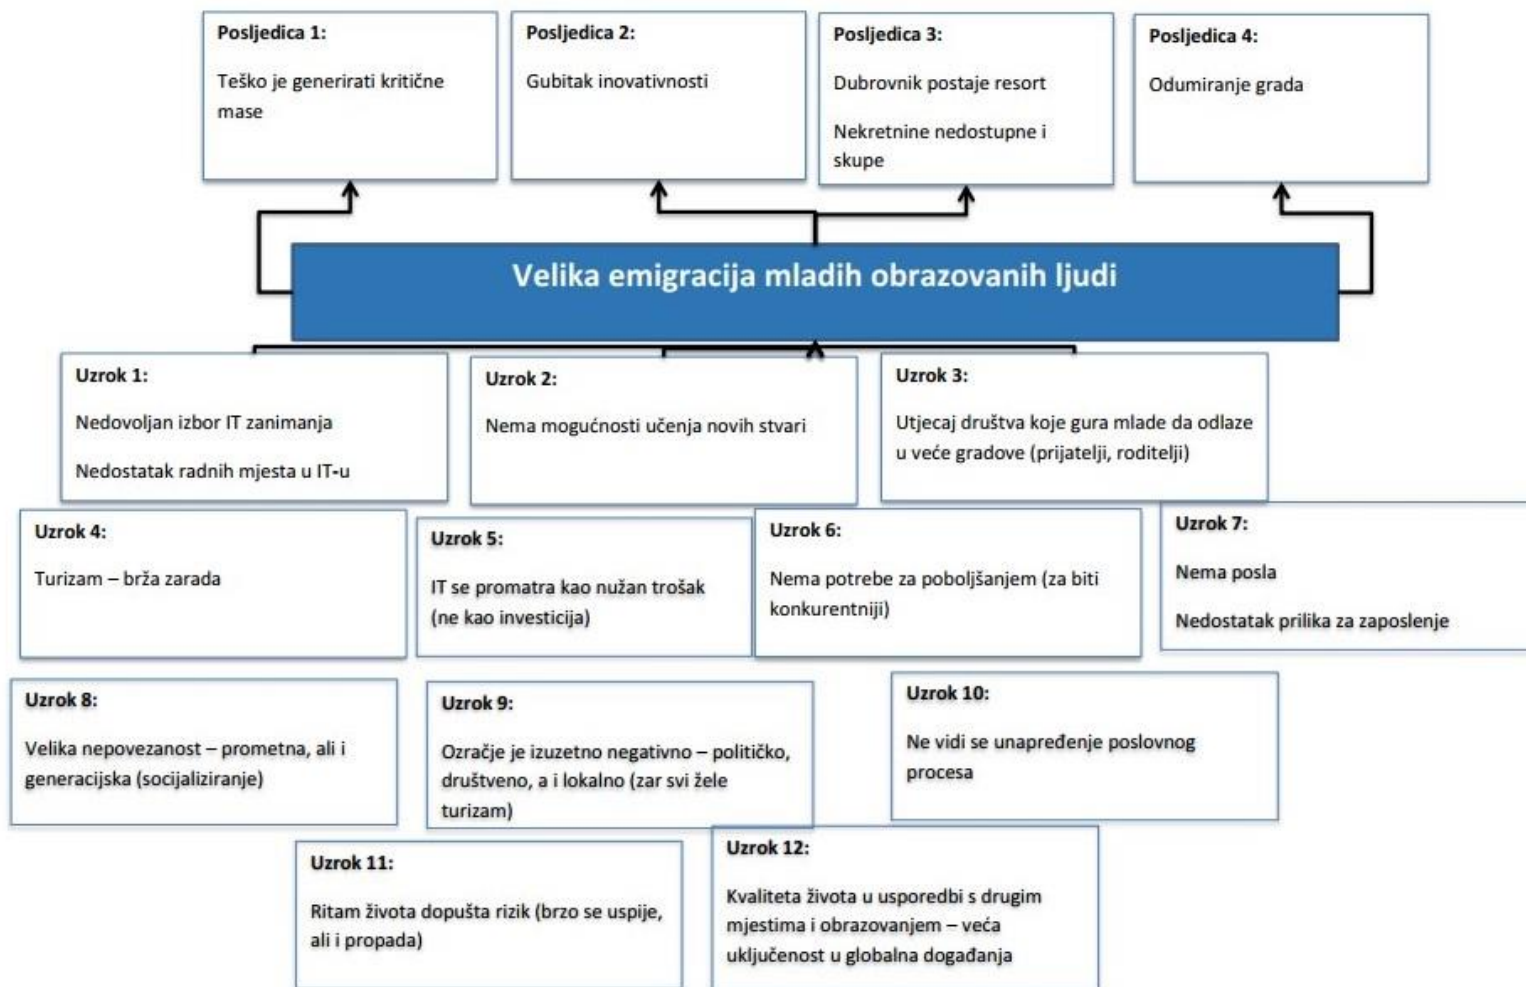 Posljedica 1:
Teško je generirati kritične
mase
Posljedica 2:
Gubitak inovativnosti
Posljedica 3:
Dubrovnik postaje resort
Nekretnine nedostupne i
skupe
Posljedica 4:
Odumiranje grada
Velika emigracija mladih obrazovanih ljudi
Uzrok 1:
Nedovoljan izbor IT zanimanja
Nedostatak radnih mjesta u IT-u
Uzrok 2:
Nema mogućnosti učenja novih stvari
Uzrok 3:
Utjecaj društva koje gura mlade da odlaze
u veće gradove (prijatelji, roditelji)
Uzrok 4:
Turizam – brža zarada
Uzrok 5:
IT se promatra kao nužan trošak
(ne kao investicija)
Uzrok 6:
Nema potrebe za poboljšanjem (za biti
konkurentniji)
Uzrok 7:
Nema posla
Nedostatak prilika za zaposlenje
Uzrok 8:
Velika nepovezanost – prometna, ali i
generacijska (socijaliziranje)
Uzrok 9:
Ozračje je izuzetno negativno – političko,
društveno, a i lokalno (zar svi žele
turizam)
Uzrok 10:
Ne vidi se unapređenje poslovnog
procesa
Uzrok 11:
Ritam života dopušta rizik (brzo se uspije,
ali i propada)
Uzrok 12:
Kvaliteta života u usporedbi s drugim
mjestima i obrazovanjem – veća
uključenost u globalna događanja